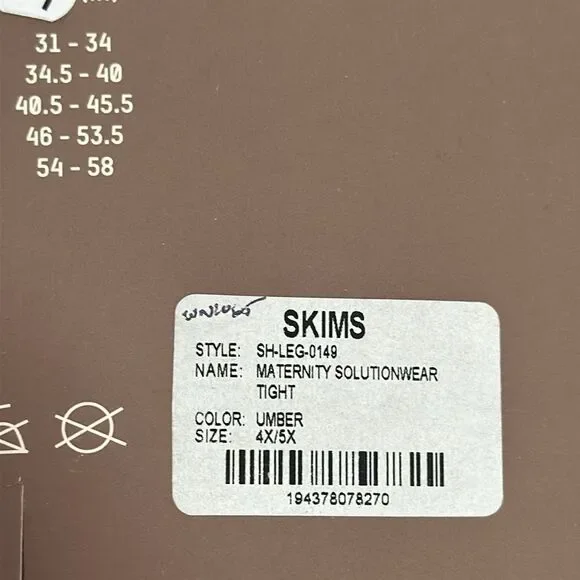 31 - 34
34.5 - 40
40.5 - 45.5
46 - 53.5
54 - 58
SKIMS
STYLE: SH-LEG-0149
NAME: MATERNITY SOLUTIONWEAR
TIGHT
COLOR: UMBER
SIZE: 4X/5X
194378078270